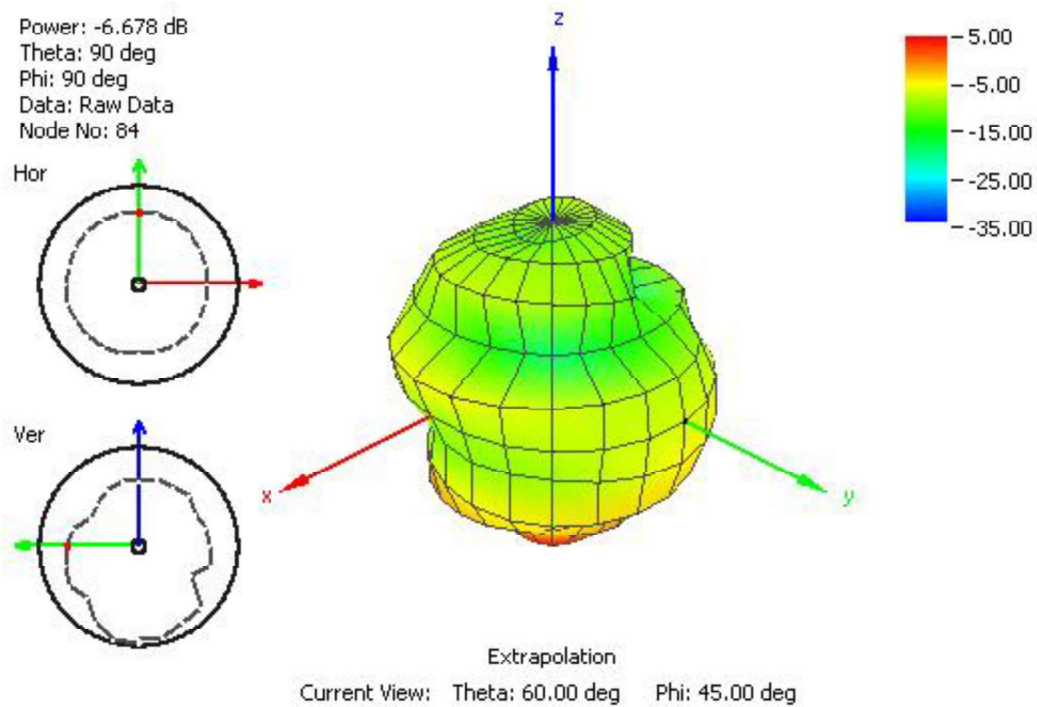 Power: -6.678 dB
Theta: 90 deg
Phi: 90 deg
Data: Raw Data
Node No: 84
Hor
Ver
z
x
y
5.00
-5.00
-15.00
-25.00
-35.00
Extrapolation
Current View: Theta: 60.00 deg Phi: 45.00 deg